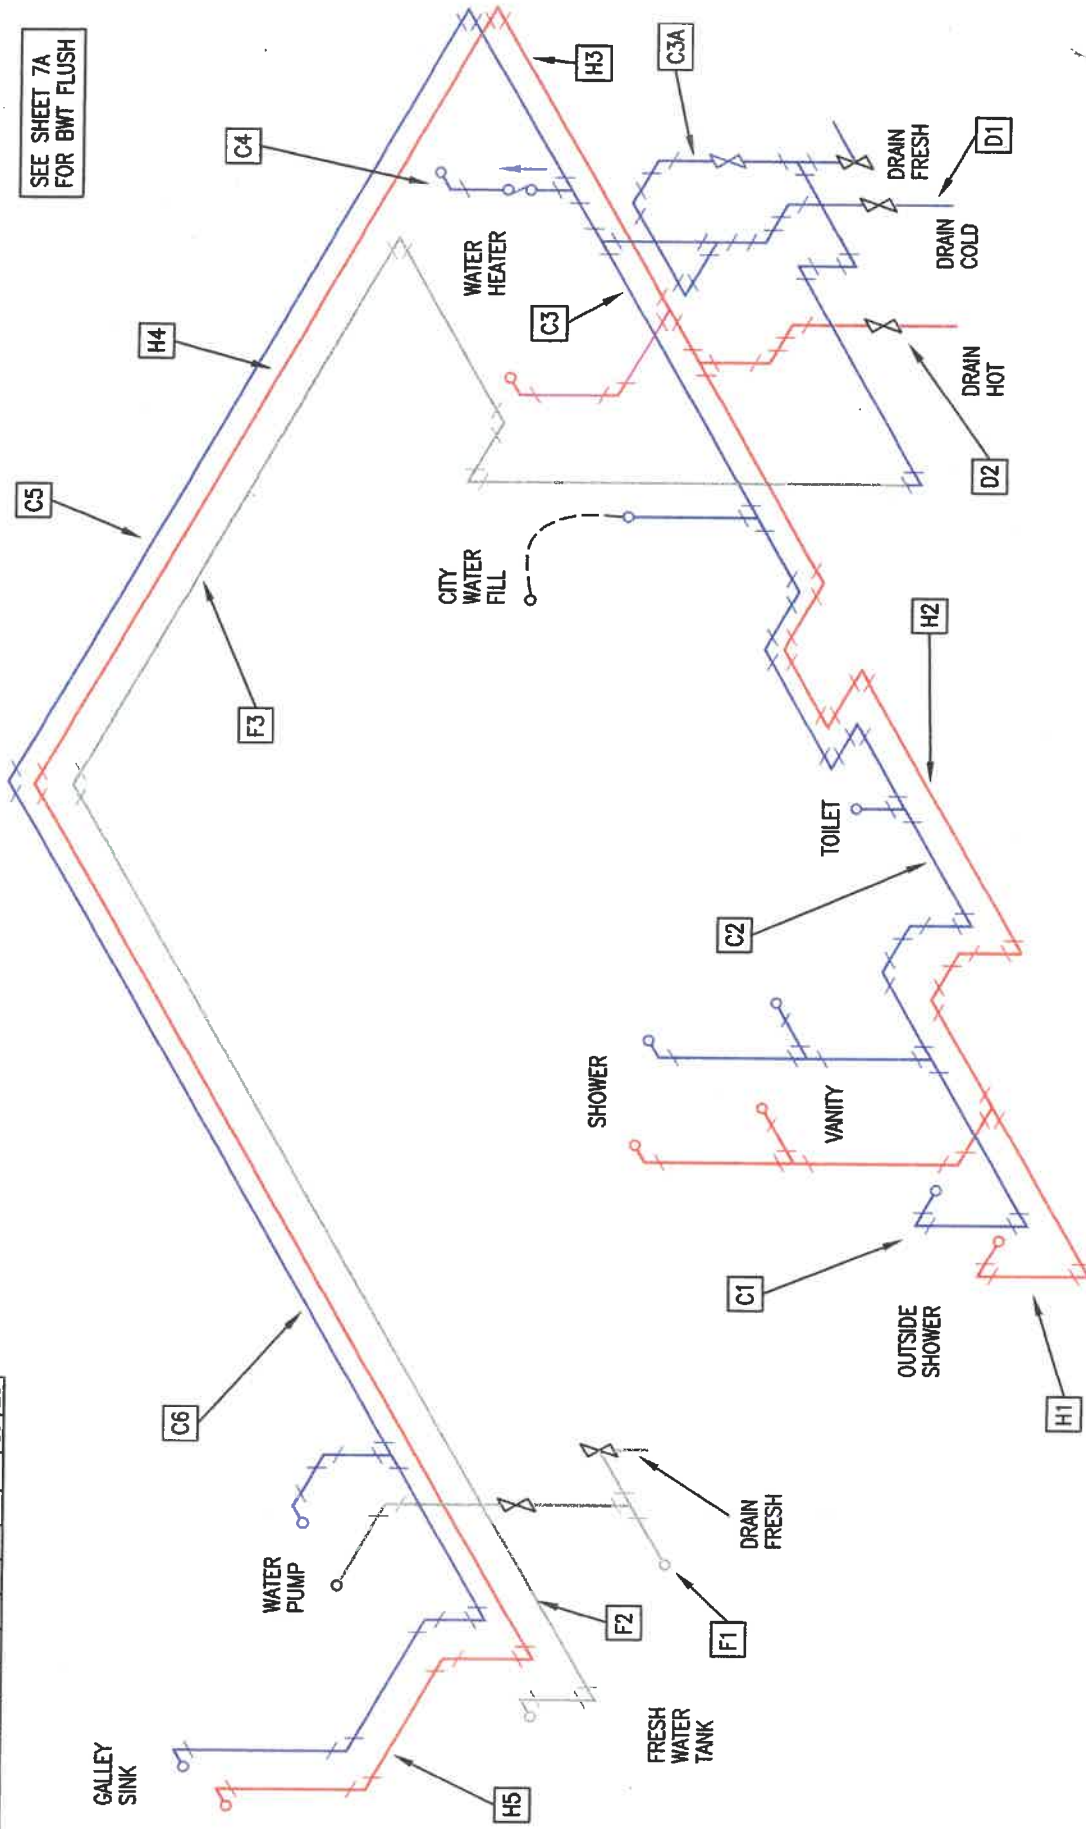 SEE SHEET 7A
FOR BWT FLUSH
C5
H4
C4
H3
C3A
WATER
HEATER
C3
DRAIN
FRESH
D1
DRAIN
COLD
DRAIN
HOT
D2
F3
CITY
WATER
FILL
H2
TOILET
C2
SHOWER
VANITY
C1
OUTSIDE
SHOWER
H1
C6
WATER
PUMP
DRAIN
FRESH
F2
F1
FRESH
WATER
TANK
GALLEY
SINK
H5